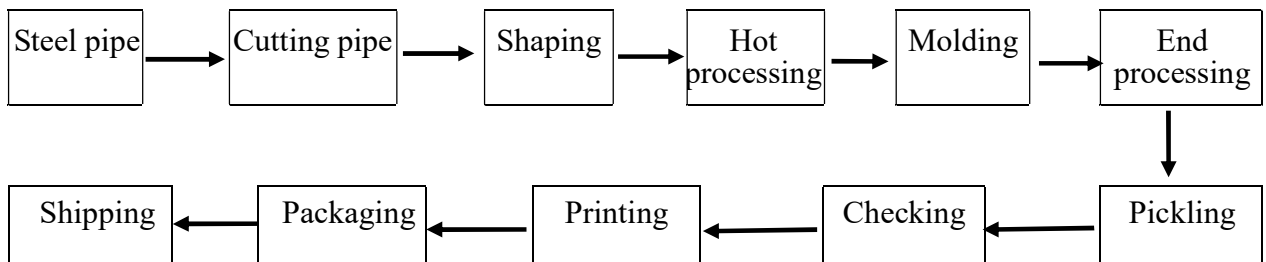 Steel pipe
Cutting pipe
Shaping
Hot
processing
Molding
End
processing
Pickling
Checking
Printing
Packaging
Shipping